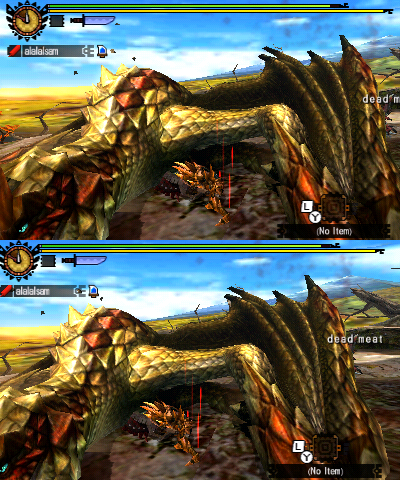 alalalsam
dead'm
L
Y
(No Item)
alalalsam
dead'meat
L
Y
(No Item)